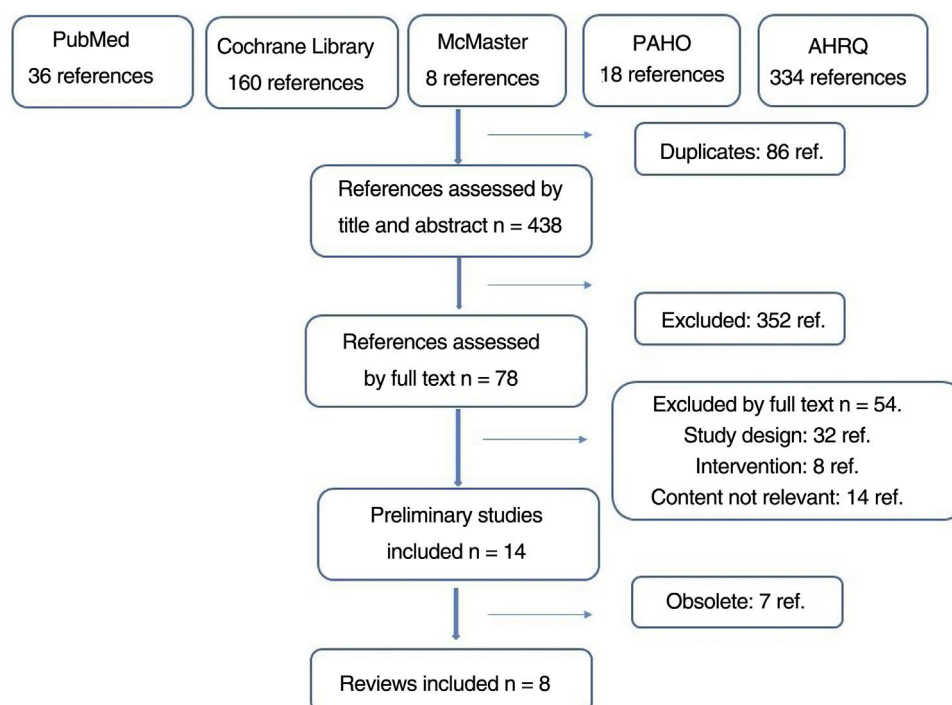 PubMed
36 references
Cochrane Library
160 references
McMaster
8 references
PAHO
18 references
AHRQ
334 references
Duplicates: 86 ref.
References assessed by
title and abstract n = 438
Excluded: 352 ref.
References assessed
by full text n = 78
Excluded by full text n = 54.
Study design: 32 ref.
Intervention: 8 ref.
Content not relevant: 14 ref.
Preliminary studies
included n = 14
Obsolete: 7 ref.
Reviews included n = 8